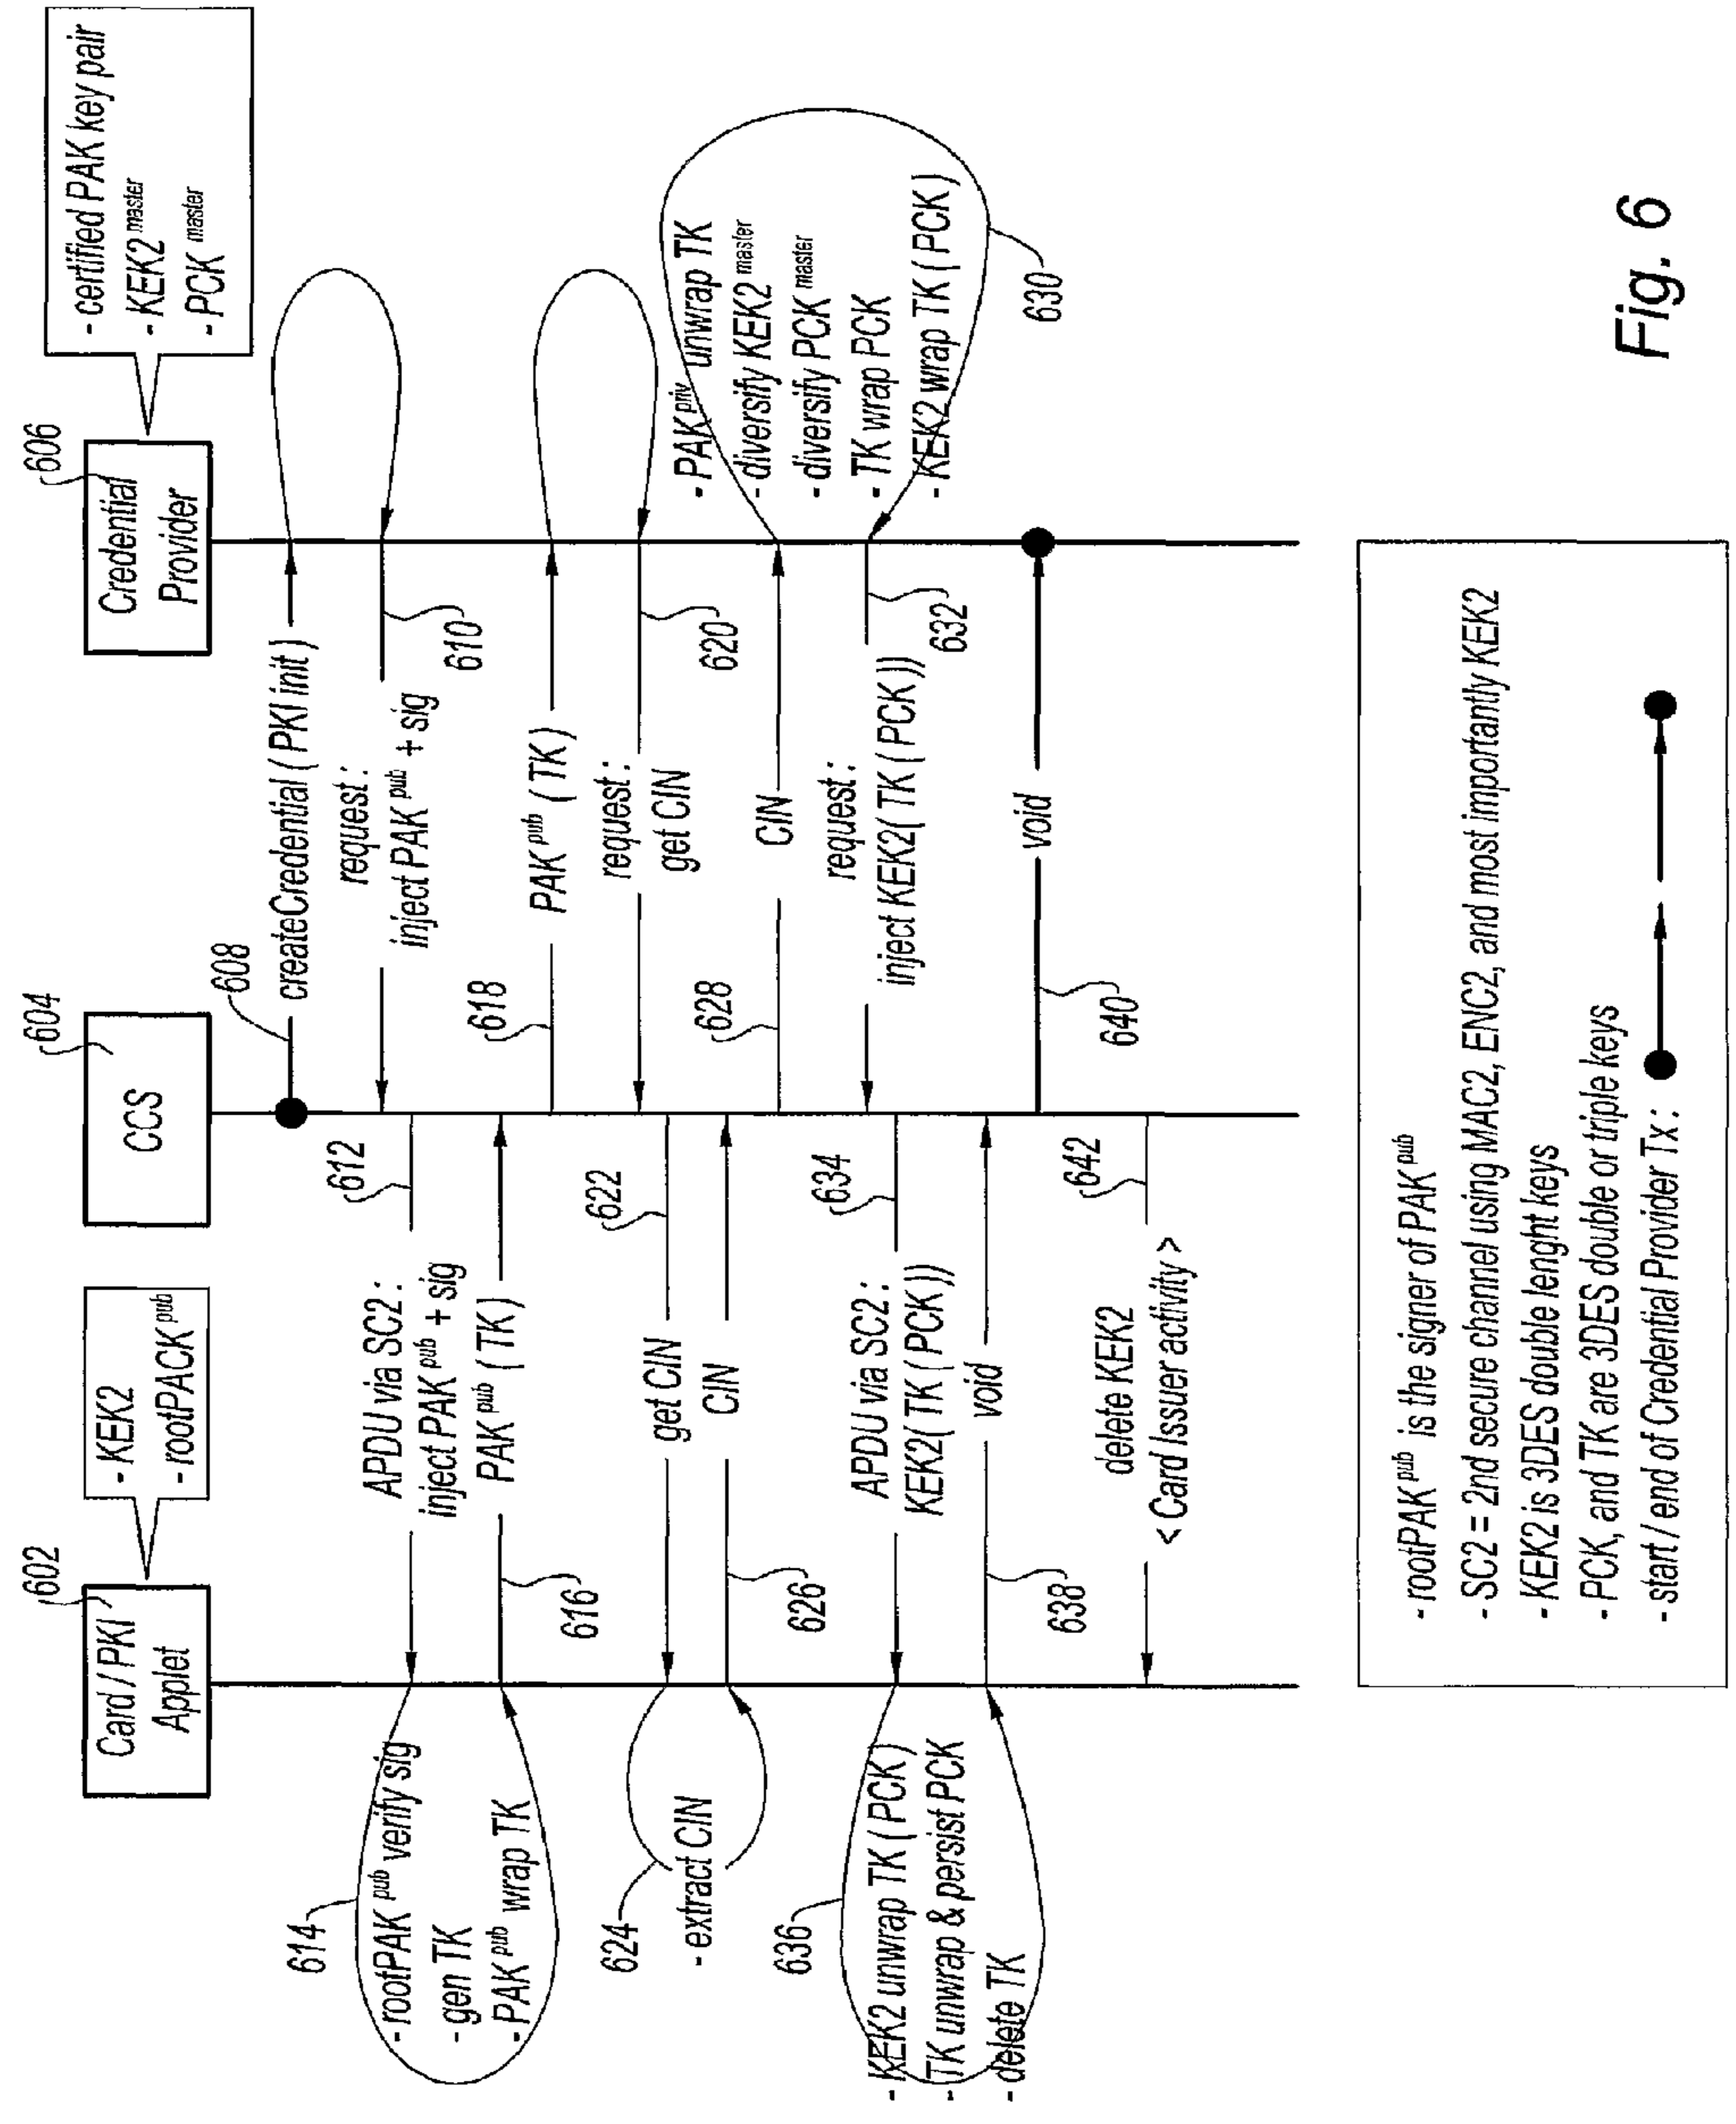 Card / PKI
Applet
602
- KEK2
- rootPACK pub
CCS
604
Credential
Provider
606
- certified PAK key pair
- KEK2 master
- PCK master
608
createCredential ( PKI init )
request :
inject PAK pub + sig
610
612
APDU via SC2 :
inject PAK pub + sig
614
- rootPAK pub verify sig
- gen TK
- PAK pub wrap TK
PAK pub ( TK )
616
618
PAK pub ( TK )
request :
get CIN
620
622
get CIN
624
- extract CIN
CIN
626
628
CIN
- PAK priv unwrap TK
- diversify KEK2 master
- diversify PCK master
- TK wrap PCK
- KEK2 wrap TK ( PCK )
630
request :
inject KEK2( TK ( PCK ))
632
634
APDU via SC2 :
KEK2( TK ( PCK ))
636
- KEK2 unwrap TK ( PCK )
- TK unwrap & persist PCK
- delete TK
void
638
void
640
642
delete KEK2
< Card Issuer activity >
- rootPAK pub is the signer of PAK pub
- SC2 = 2nd secure channel using MAC2, ENC2, and most importantly KEK2
- KEK2 is 3DES double lenght keys
- PCK, and TK are 3DES double or triple keys
- start / end of Credential Provider Tx :
Fig. 6